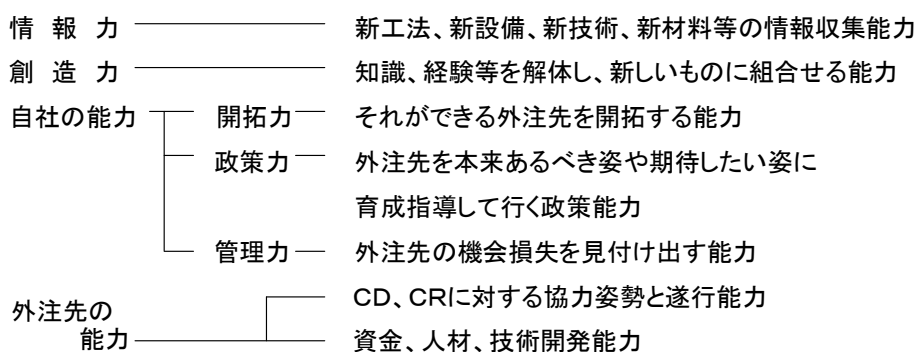 情報力 新工法、新設備、新技術、新材料等の情報収集能力
創造力 知識、経験等を解体し、新しいものに組合せる能力
自社の能力 開拓力 それができる外注先を開拓する能力
政策力 外注先を本来あるべき姿や期待したい姿に
育成指導して行く政策能力
管理力 外注先の機会損失を見付け出す能力
外注先の
能力
CD、CRに対する協力姿勢と遂行能力
資金、人材、技術開発能力